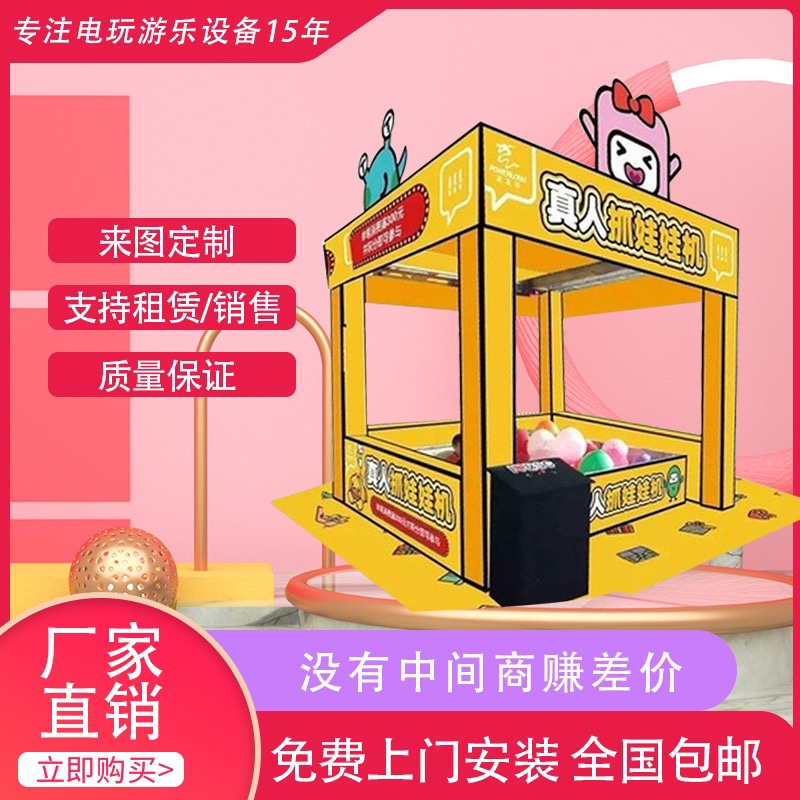 专注电玩游乐设备15年
来图定制
支持租赁/销售
质量保证
POWERLONG
真人抓娃娃机
真人抓娃娃机
真人抓娃娃机
厂家
直销
立即购买>
没有中间商赚差价
免费上门安装 全国包邮